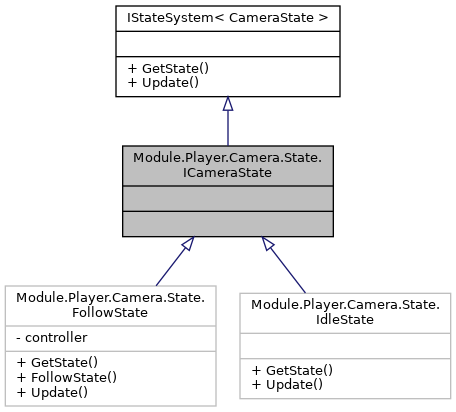 IStateSystem< CameraState >
+ GetState()
+ Update()
Module.Player.Camera.State.
ICameraState
Module.Player.Camera.State.
FollowState
- controller
+ GetState()
+ FollowState()
+ Update()
Module.Player.Camera.State.
IdleState
+ GetState()
+ Update()